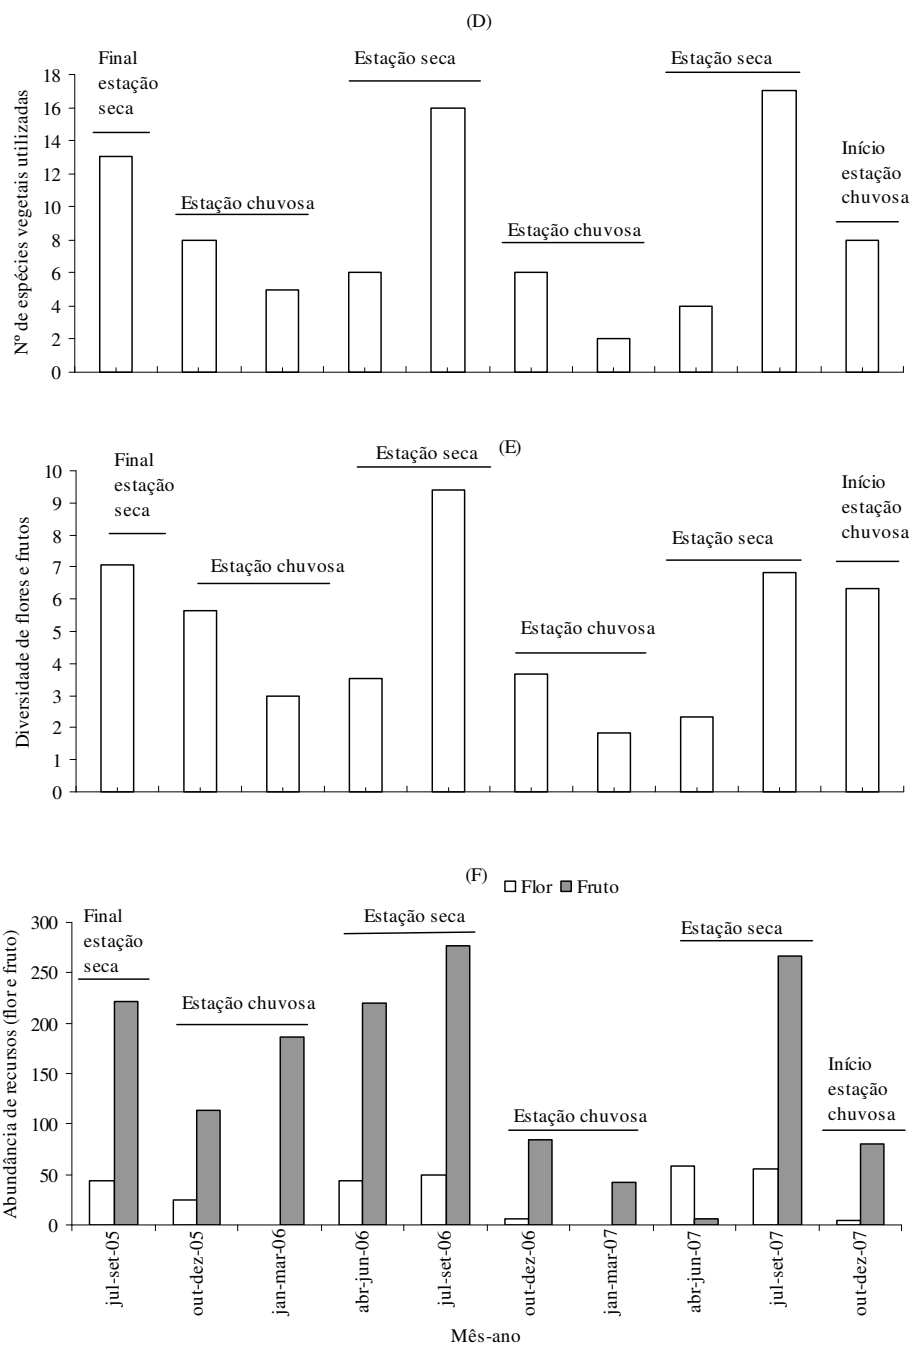 (D)
Nº de espécies vegetais utilizadas
18
16
14
12
10
8
6
4
2
0
Final
estação
seca
Estação chuvosa
Estação seca
Estação chuvosa
Estação seca
Início
estação
chuvosa
(E)
Diversidade de flores e frutos
10
9
8
7
6
5
4
3
2
1
0
Final
estação
seca
Estação chuvosa
Estação seca
Estação chuvosa
Estação seca
Início
estação
chuvosa
(F)
Flor Fruto
Abundância de recursos (flor e fruto)
300
250
200
150
100
50
0
Final
estação
seca
Estação chuvosa
Estação seca
Estação chuvosa
Estação seca
Início
estação
chuvosa
jul-set-05
out-dez-05
jan-mar-06
abr-jun-06
jul-set-06
out-dez-06
jan-mar-07
abr-jun-07
jul-set-07
out-dez-07
Mês-ano